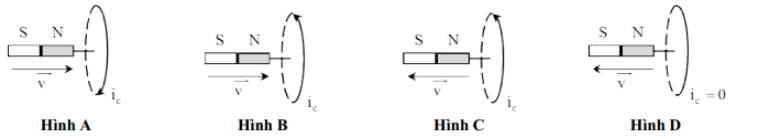 S N
v
i_c
Hình A
S N
v
i_c
Hình B
S N
v
i_c
Hình C
S N
v
i_c =0
Hình D